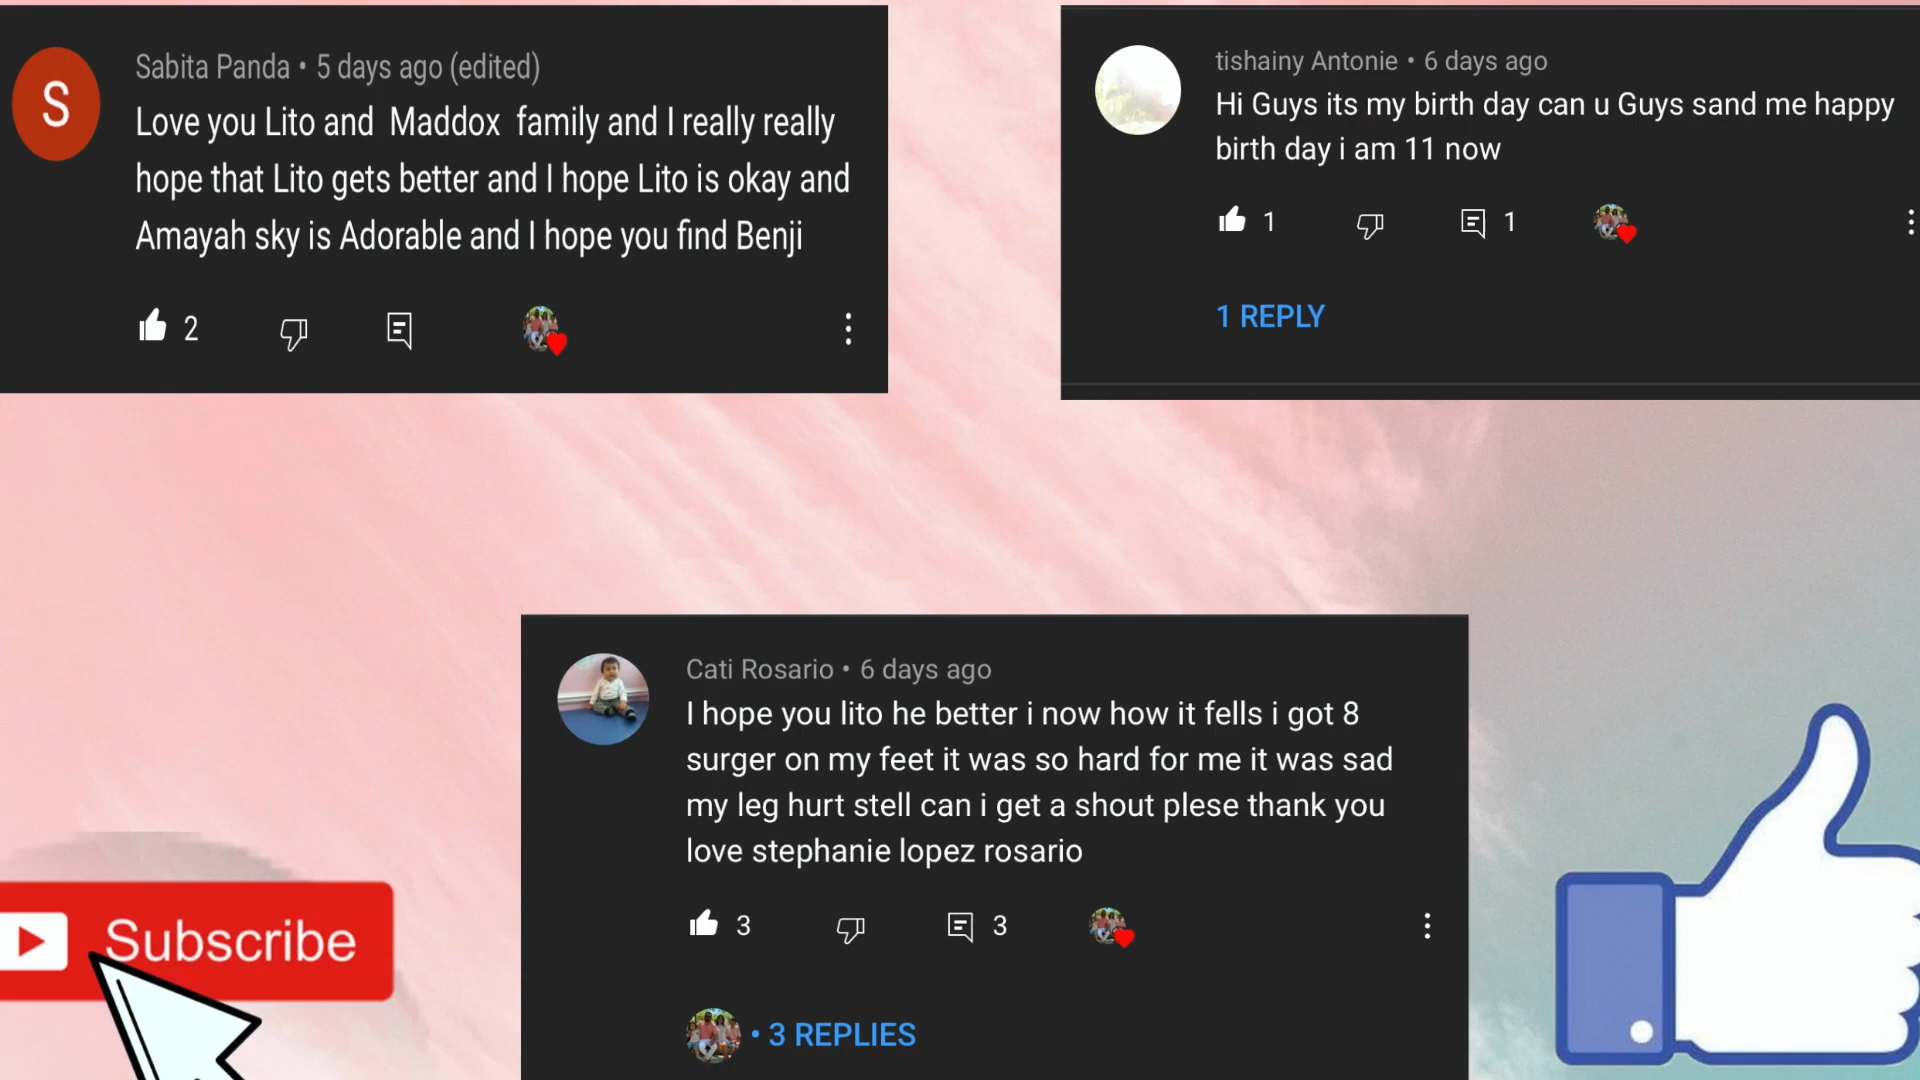 S
Sabita Panda • 5 days ago (edited)
Love you Lito and Maddox family and I really really
hope that Lito gets better and I hope Lito is okay and
Amayah sky is Adorable and I hope you find Benji
2
tishainy Antonie • 6 days ago
Hi Guys its my birth day can u Guys sand me happy
birth day i am 11 now
1 1
1 REPLY
Cati Rosario • 6 days ago
I hope you lito he better i now how it fells i got 8
surger on my feet it was so hard for me it was sad
my leg hurt stell can i get a shout plese thank you
love stephanie lopez rosario
3 3
• 3 REPLIES
Subscribe